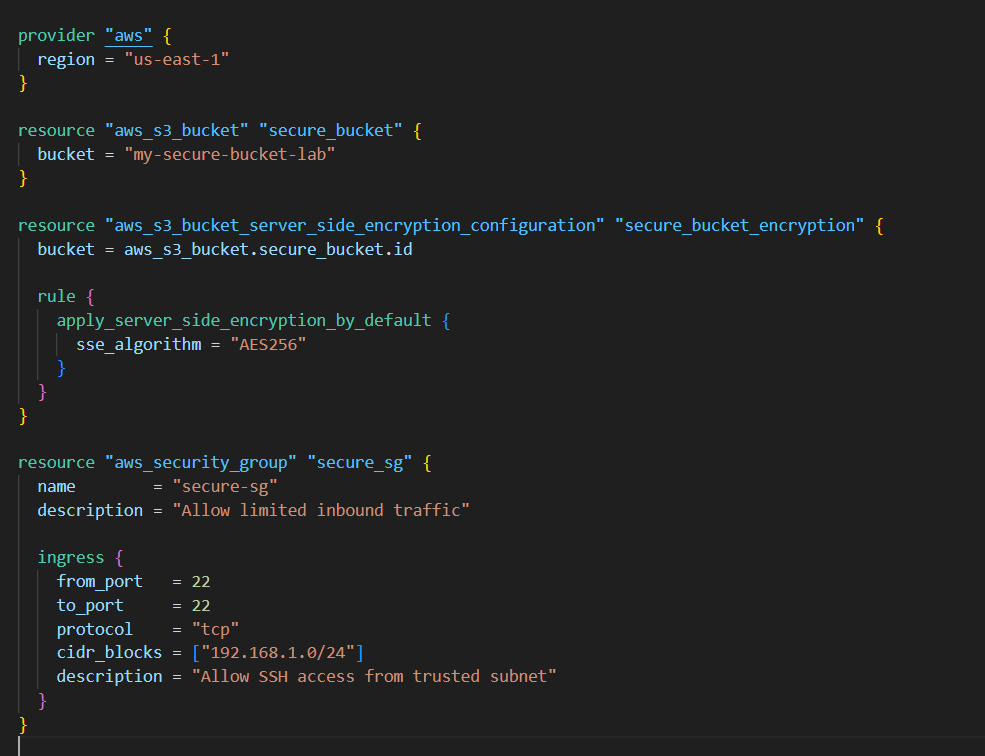 provider "aws" {
  region = "us-east-1"
}
resource "aws_s3_bucket" "secure_bucket" {
  bucket = "my-secure-bucket-lab"
}
resource "aws_s3_bucket_server_side_encryption_configuration" "secure_bucket_encryption" {
  bucket = aws_s3_bucket.secure_bucket.id
  rule {
    apply_server_side_encryption_by_default {
      sse_algorithm = "AES256"
    }
  }
}
resource "aws_security_group" "secure_sg" {
  name        = "secure-sg"
  description = "Allow limited inbound traffic"
  ingress {
    from_port   = 22
    to_port     = 22
    protocol    = "tcp"
    cidr_blocks = ["192.168.1.0/24"]
    description = "Allow SSH access from trusted subnet"
  }
}